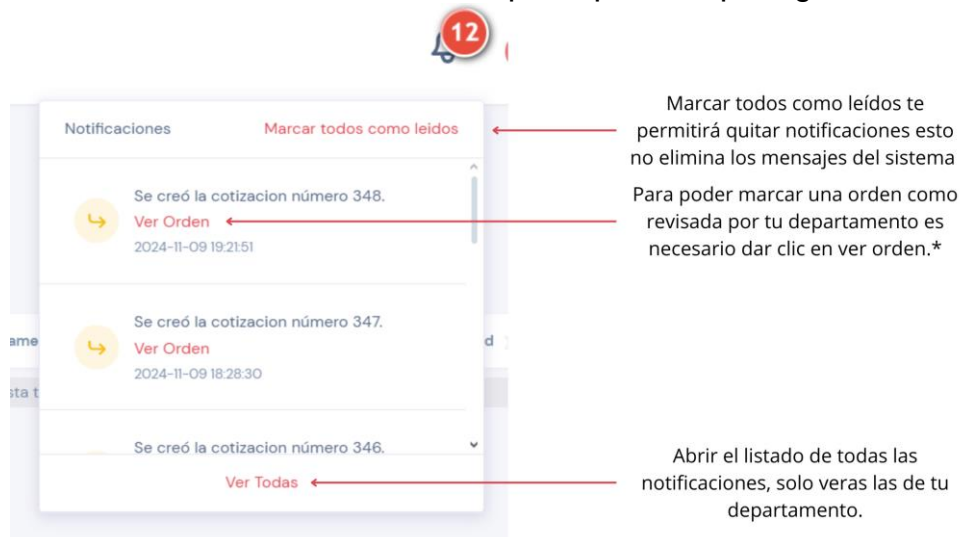 12
Notificaciones
Marcar todos como leidos
Marcar todos como leídos te
permitirá quitar notificaciones esto
no elimina los mensajes del sistema
Se creó la cotizacion número 348.
Ver Orden
2024-11-09 19:21:51
Para poder marcar una orden como
revisada por tu departamento es
necesario dar clic en ver orden.*
Se creó la cotizacion número 347.
Ver Orden
2024-11-09 18:28:30
ame
d
sta t
Se creó la cotizacion número 346.
Ver Todas
Abrir el listado de todas las
notificaciones, solo veras las de tu
departamento.